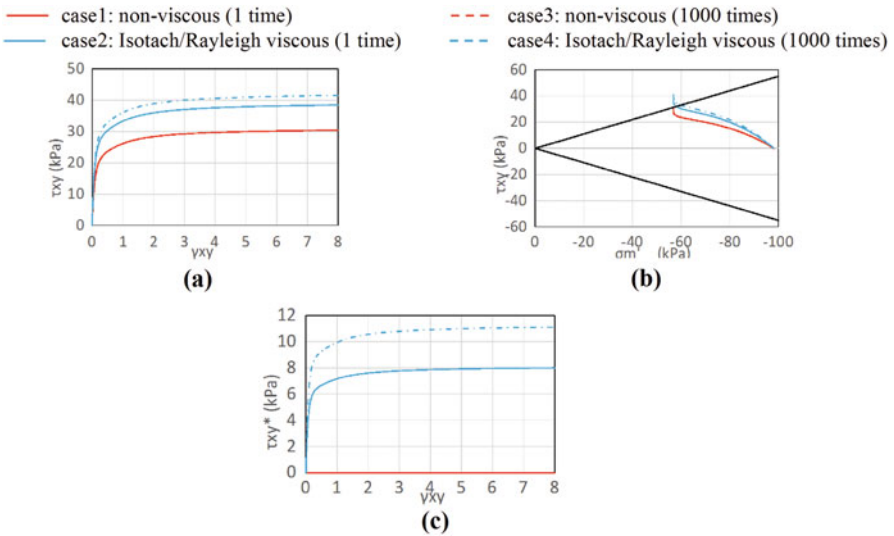 case1: non-viscous (1 time)
case3: non-viscous (1000 times)
case2: Isotach/Rayleigh viscous (1 time)
case4: Isotach/Rayleigh viscous (1000 times)
50
40
30
20
10
0
τxy (kPa)
0 1 2 3 4 5 6 7 8
γxy
(a)
60
40
20
0
-20
-40
-60
τxy (kPa)
0 -20 -40 -60 -80 -100
σm' (kPa)
(b)
12
10
8
6
4
2
0
τxy* (kPa)
0 1 2 3 4 5 6 7 8
γxy
(c)